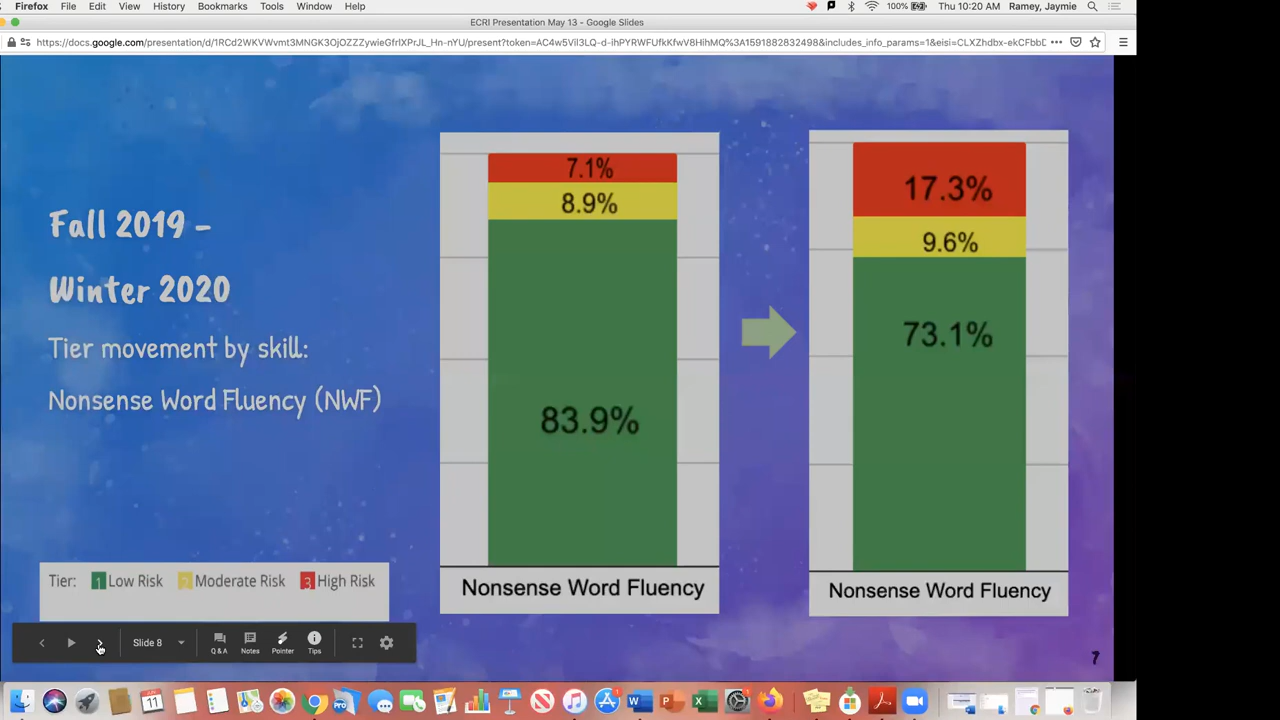 Firefox File Edit View History Bookmarks Tools Window Help 100% Thu 10:20 AM Ramey, Jaymie
ECRI Presentation May 13 - Google Slides
Fall 2019 -
Winter 2020
Tier movement by skill:
Nonsense Word Fluency (NWF)
7.1%
8.9%
83.9%
Nonsense Word Fluency
17.3%
9.6%
73.1%
Nonsense Word Fluency
Tier: 1 Low Risk 2 Moderate Risk 3 High Risk
Slide 8 Q & A Notes Pointer Tips
7